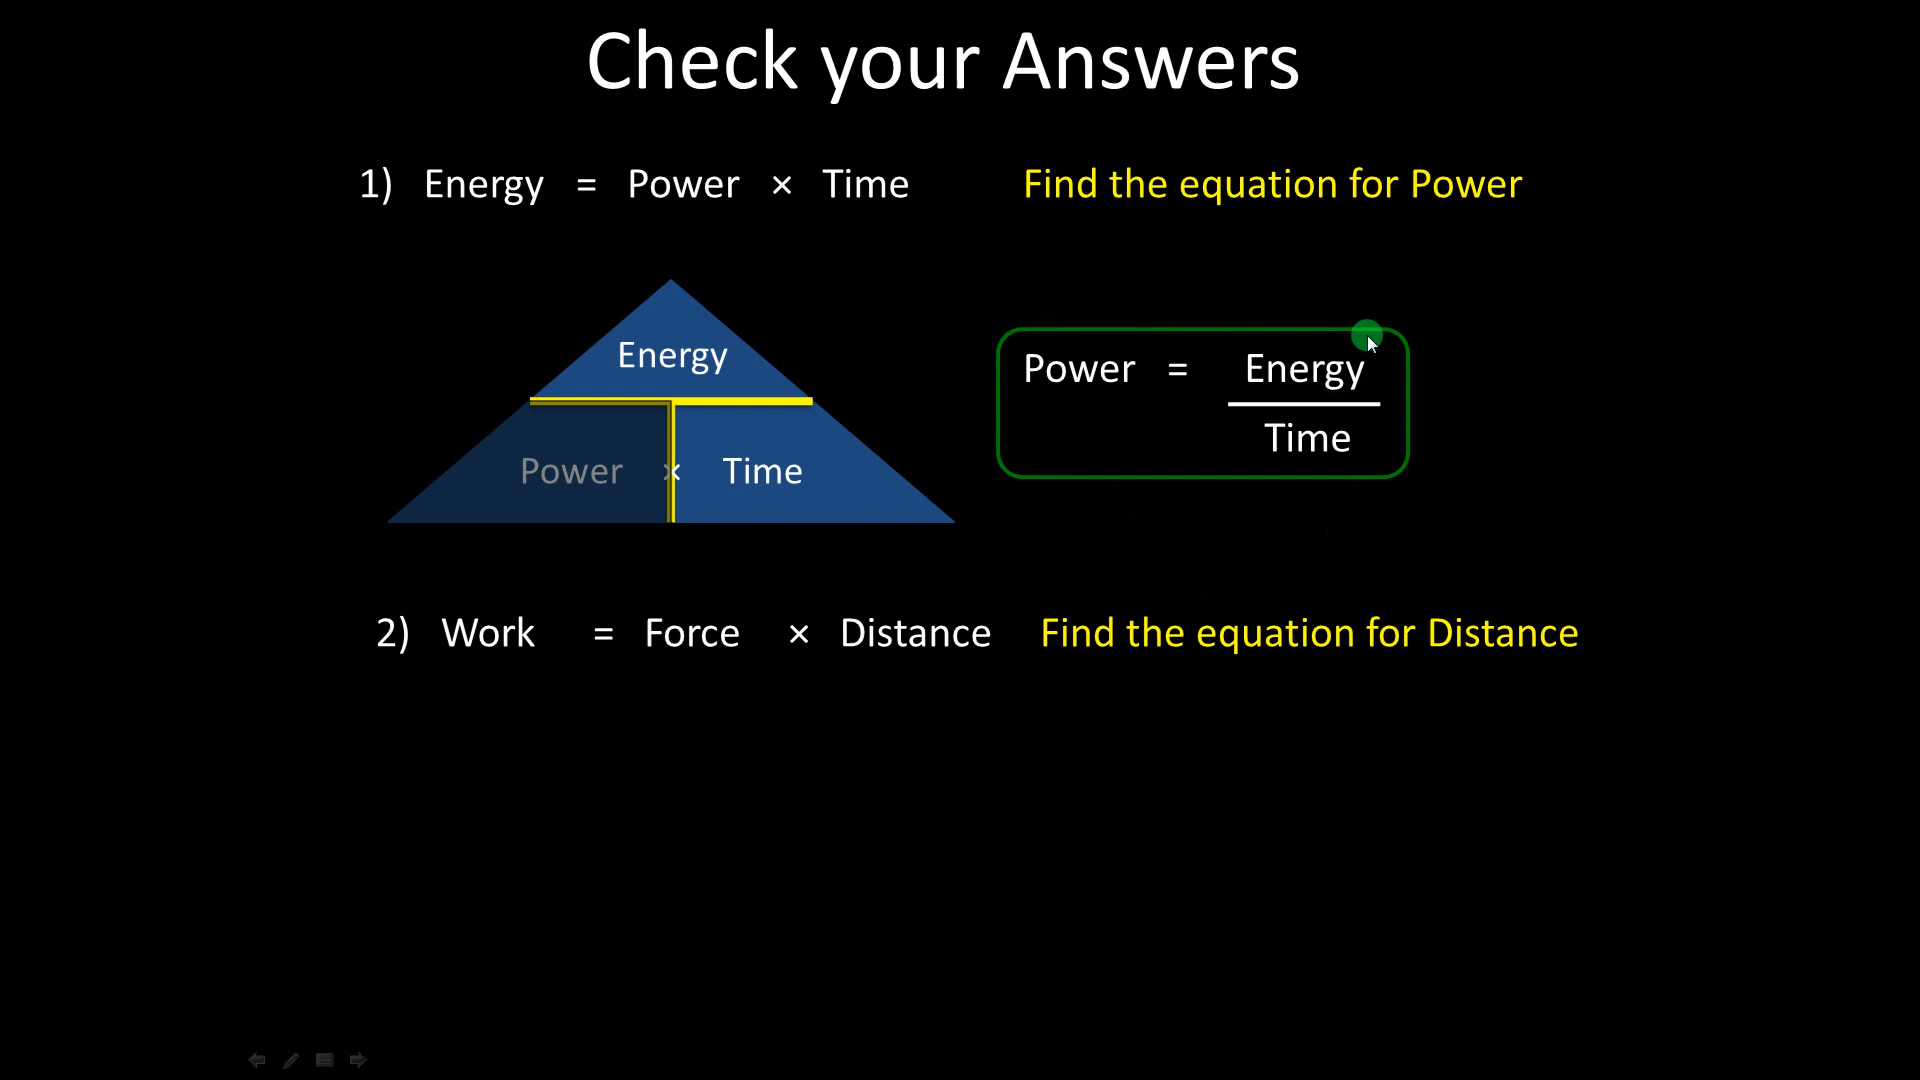 Check your Answers
1) Energy = Power × Time Find the equation for Power
Energy
Power × Time
Power = Energy
Time
2) Work = Force × Distance Find the equation for Distance